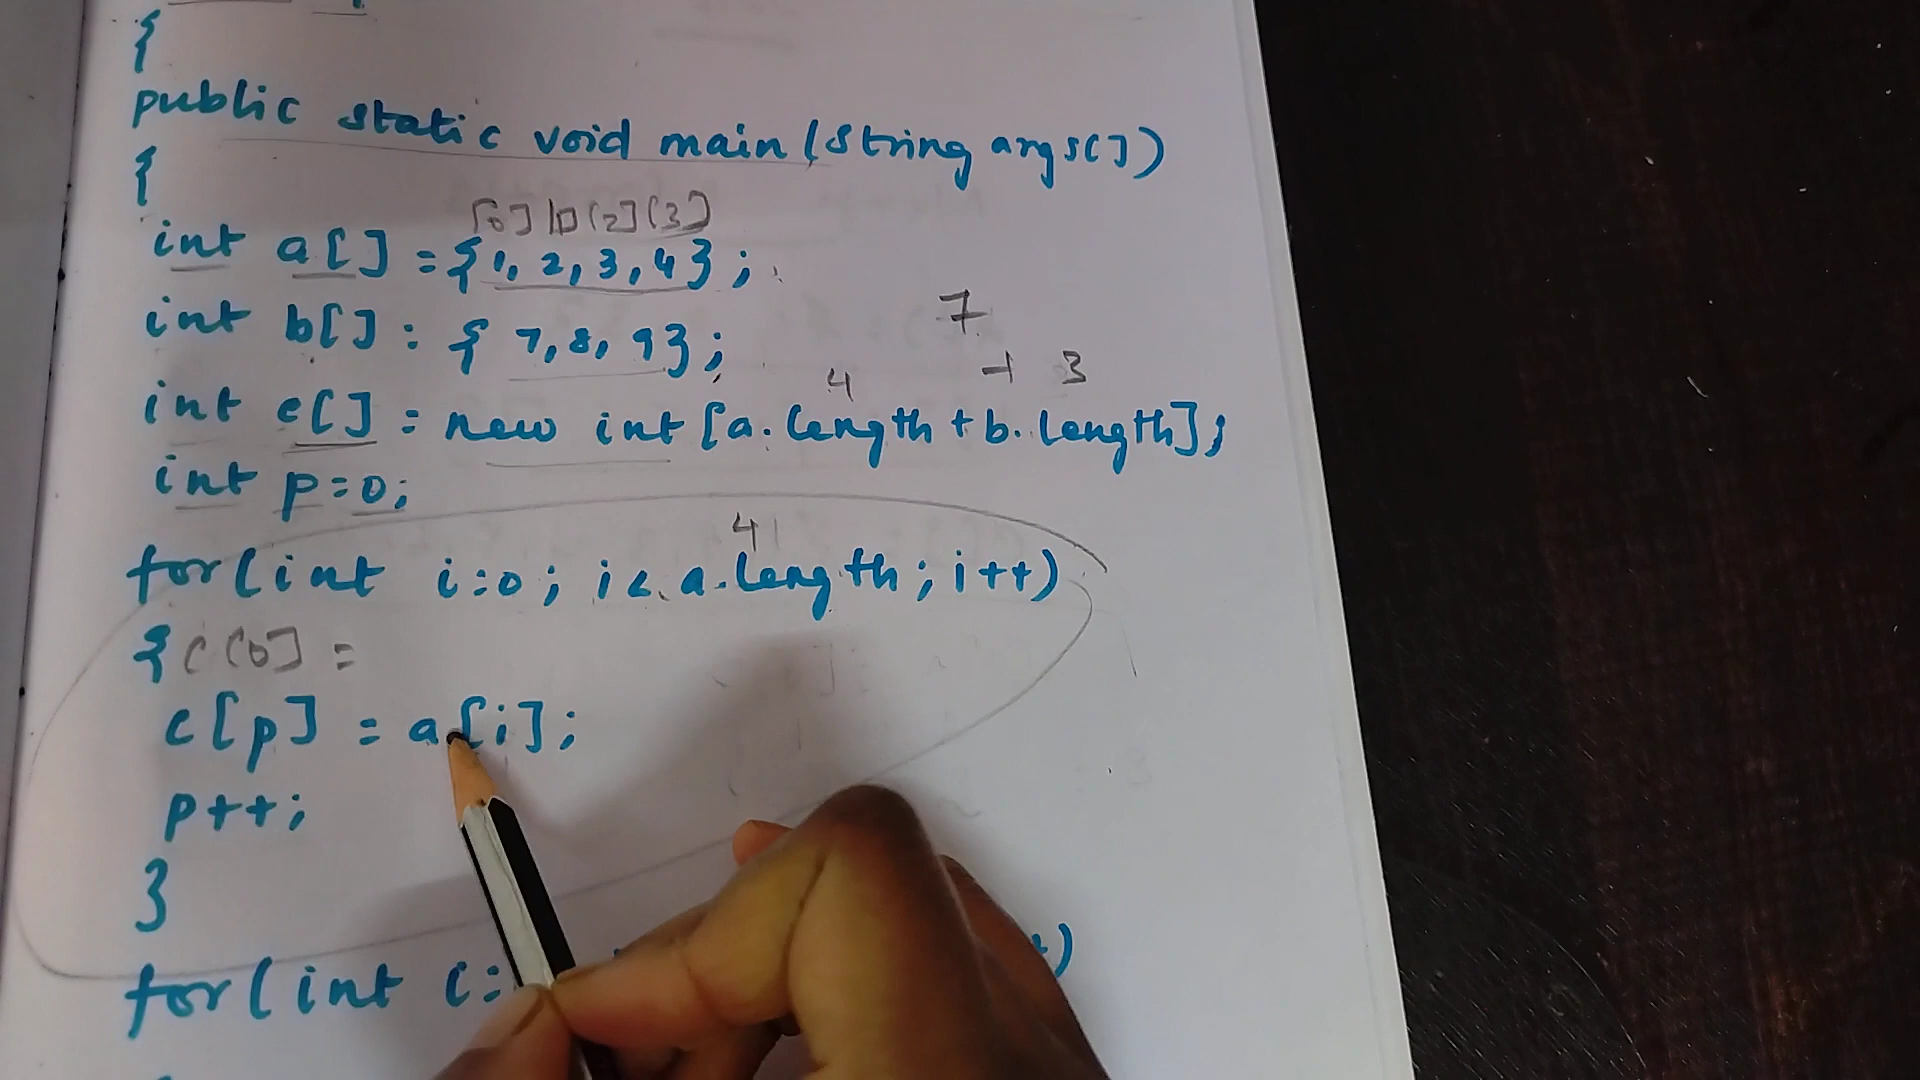 {
public static void main(String args[])
{
[0] [1] [2] [3]
int a[] = {1, 2, 3, 4};
int b[] = {7, 8, 9};
7
4 + 3
int c[] = new int[a.length + b.length];
int p=0;
4
for(int i=0; i< a.length; i++)
{ c[0] =
c[p] = a[i];
p++;
}
for(int i= )